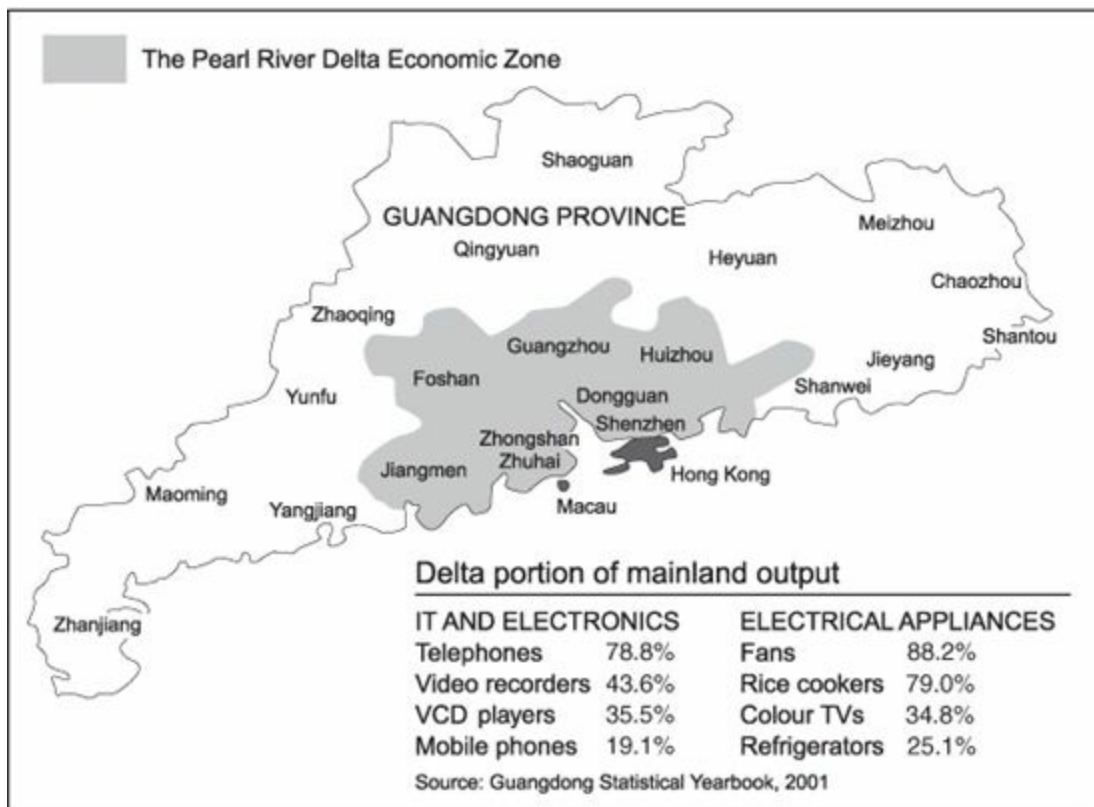 The Pearl River Delta Economic Zone
Shaoguan
GUANGDONG PROVINCE
Meizhou
Qingyuan
Heyuan
Chaozhou
Zhaoqing
Shantou
Guangzhou
Huizhou
Jieyang
Foshan
Shanwei
Yunfu
Dongguan
Shenzhen
Zhongshan
Zhuhai
Jiangmen
Hong Kong
Maoming
Macau
Yangjiang
Zhanjiang
Delta portion of mainland output
IT AND ELECTRONICS
Telephones 78.8%
Video recorders 43.6%
VCD players 35.5%
Mobile phones 19.1%
ELECTRICAL APPLIANCES
Fans 88.2%
Rice cookers 79.0%
Colour TVs 34.8%
Refrigerators 25.1%
Source: Guangdong Statistical Yearbook, 2001